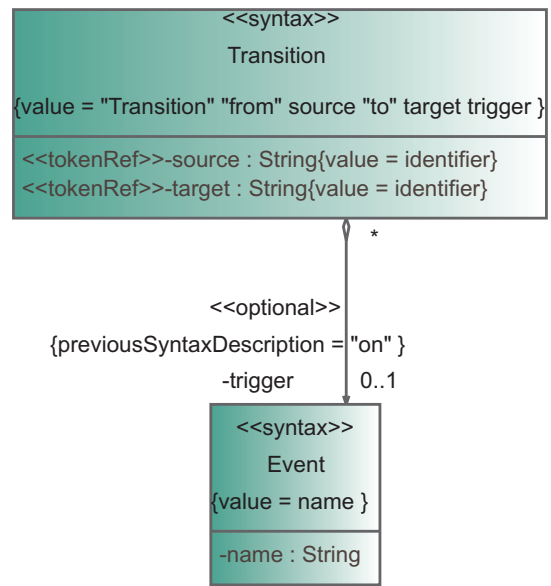 <<syntax>>
Transition
{value = "Transition" "from" source "to" target trigger }
<<tokenRef>>-source : String{value = identifier}
<<tokenRef>>-target : String{value = identifier}
*
<<optional>>
{previousSyntaxDescription = "on" }
-trigger 0..1
<<syntax>>
Event
{value = name }
-name : String